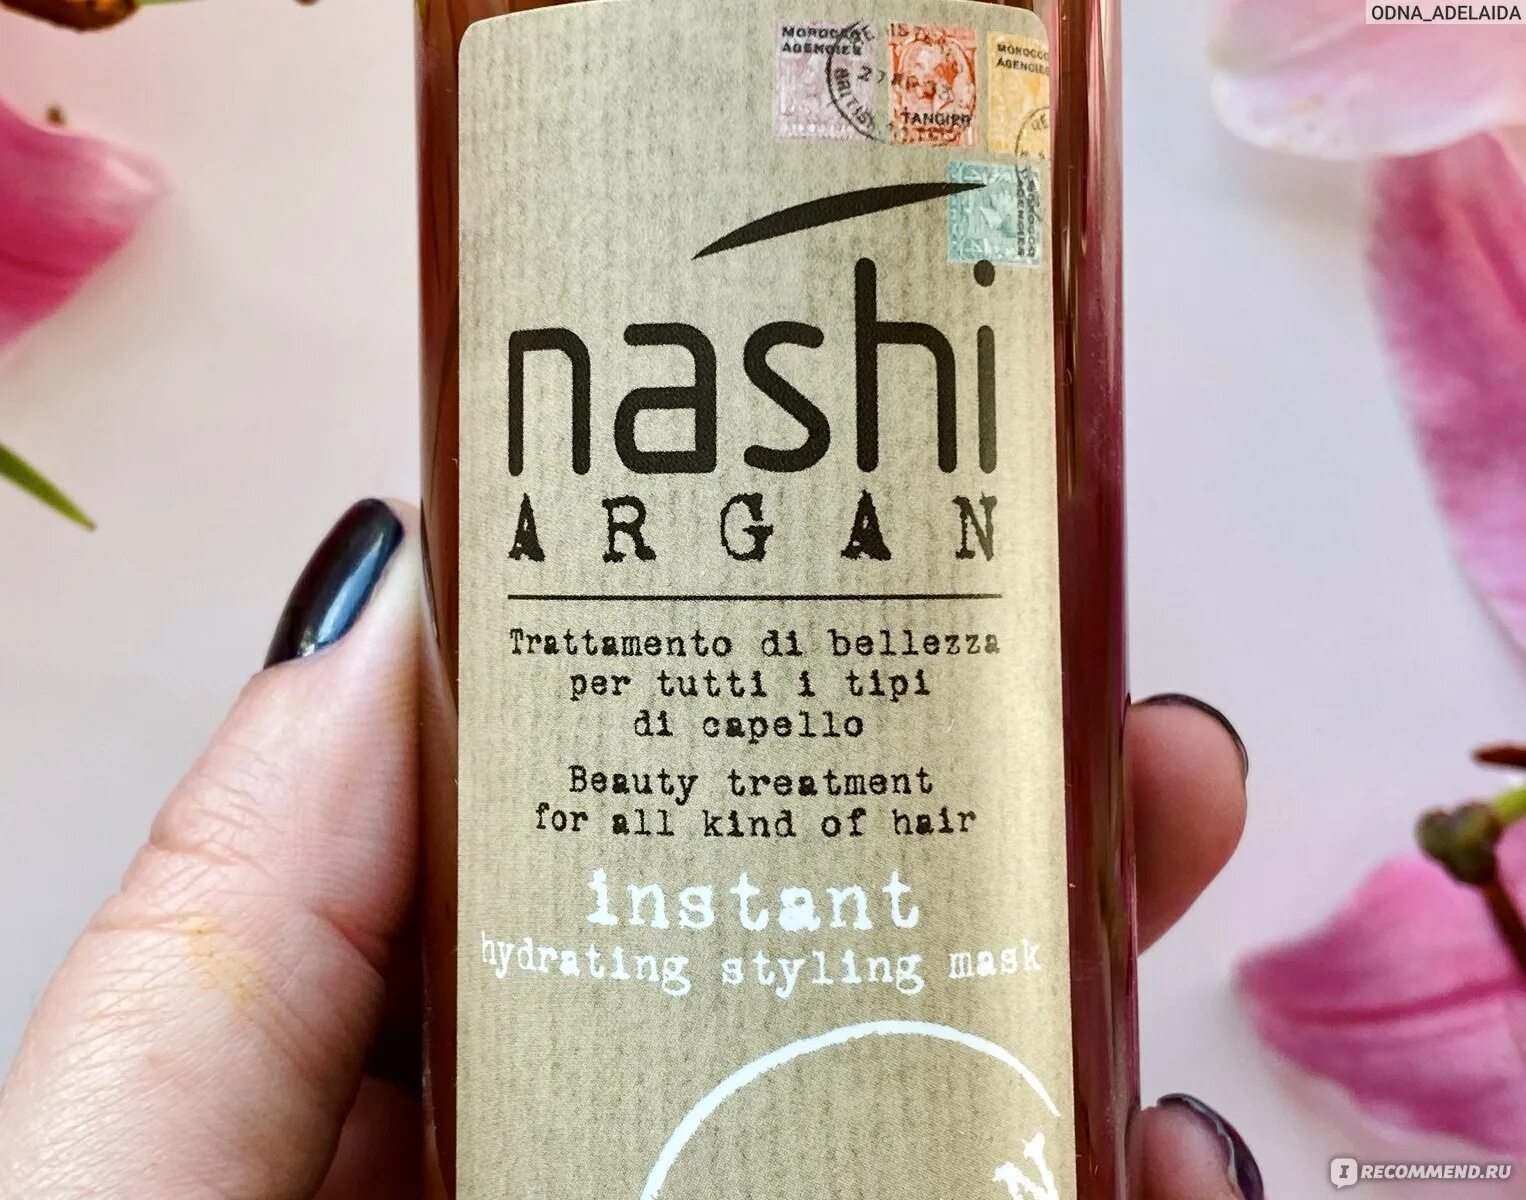 ODNA_ADELAIDA
MOROCCO
AGENCIES
TANGIER
MOROCCO
AGENCIES
nashi
ARGAN
Trattamento di bellezza
per tutti i tipi
di capello
Beauty treatment
for all kind of hair
instant
hydrating styling mask
IRECOMMEND.RU